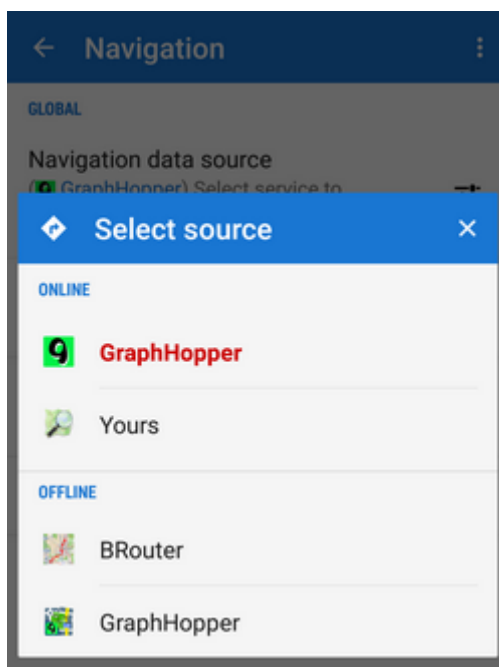 Navigation
GLOBAL
Navigation data source
(GraphHopper) Select service to
Select source
ONLINE
GraphHopper
Yours
OFFLINE
BRouter
GraphHopper